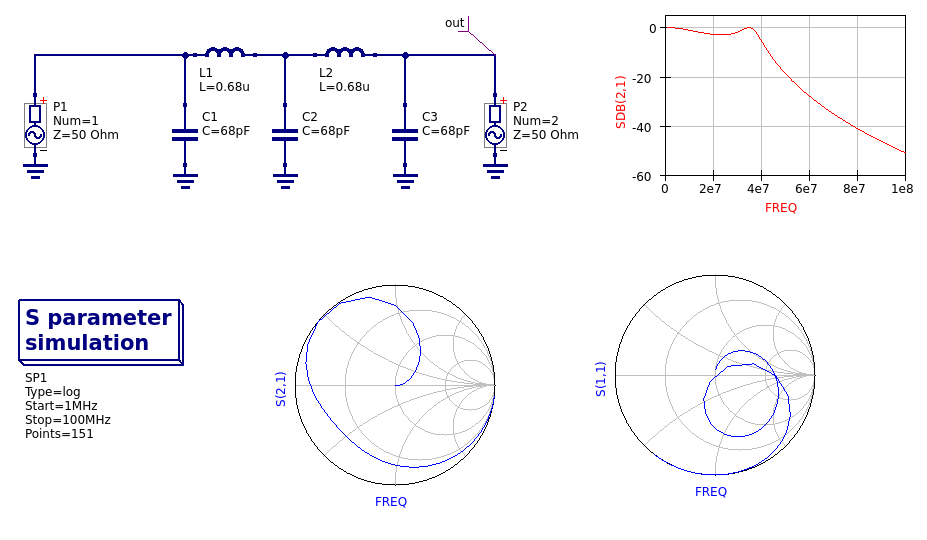 out
P1
Num=1
Z=50 Ohm
L1
L=0.68u
L2
L=0.68u
C1
C=68pF
C2
C=68pF
C3
C=68pF
P2
Num=2
Z=50 Ohm
SDB(2,1)
0
-20
-40
-60
0
2e7
4e7
6e7
8e7
1e8
FREQ
S parameter
simulation
SP1
Type=log
Start=1MHz
Stop=100MHz
Points=151
S(2,1)
FREQ
S(1,1)
FREQ